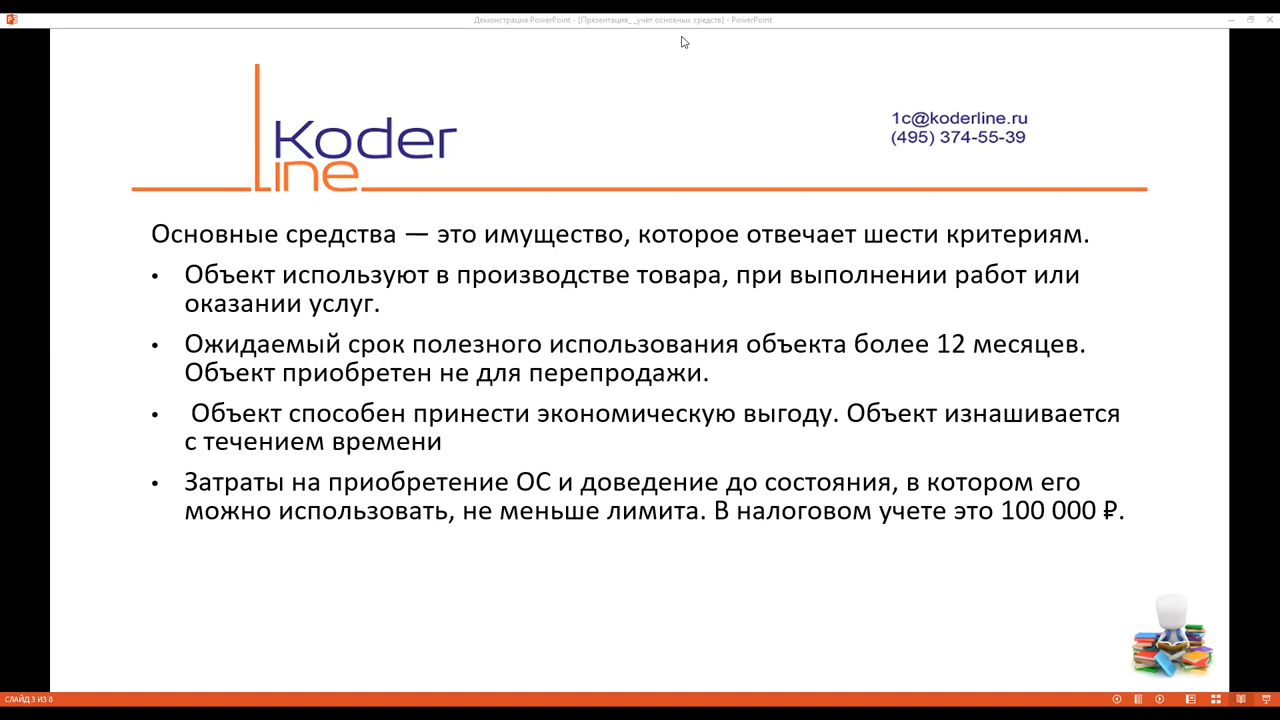 Демонстрация PowerPoint - [Презентация_ _учет основных средств] - PowerPoint
Koder
line
1c@koderline.ru
(495) 374-55-39
Основные средства — это имущество, которое отвечает шести критериям.
• Объект используют в производстве товара, при выполнении работ или
оказании услуг.
• Ожидаемый срок полезного использования объекта более 12 месяцев.
Объект приобретен не для перепродажи.
• Объект способен принести экономическую выгоду. Объект изнашивается
с течением времени
• Затраты на приобретение ОС и доведение до состояния, в котором его
можно использовать, не меньше лимита. В налоговом учете это 100 000 ₽.
СЛАЙД 3 ИЗ 8